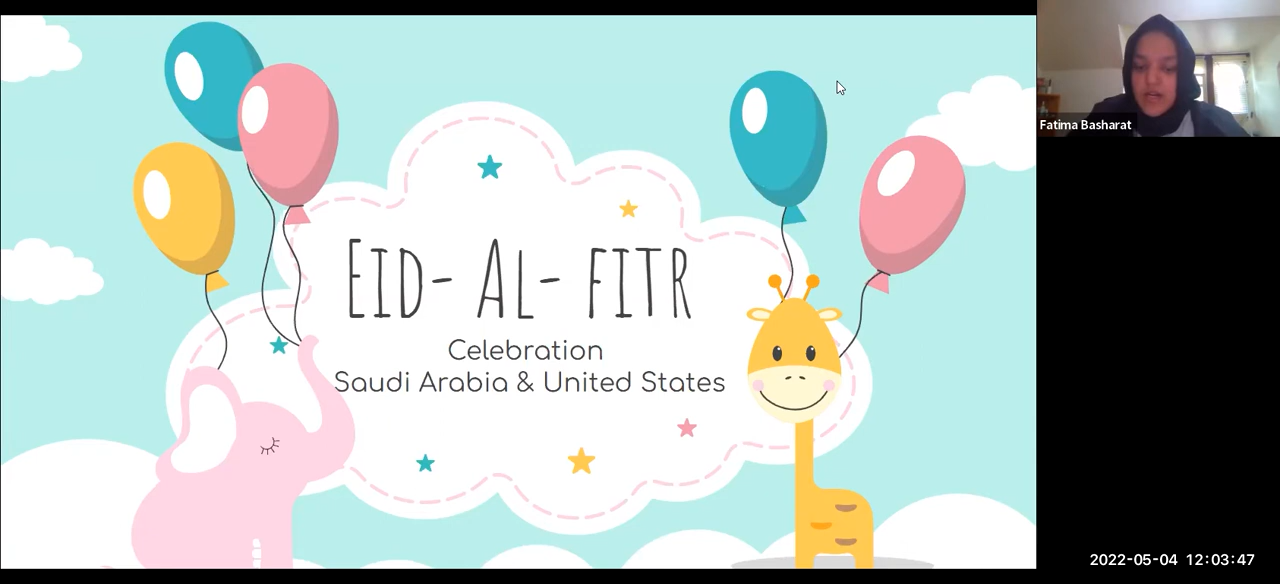 EID- AL- FITR
Celebration
Saudi Arabia & United States
Fatima Basharat
2022-05-04 12:03:47